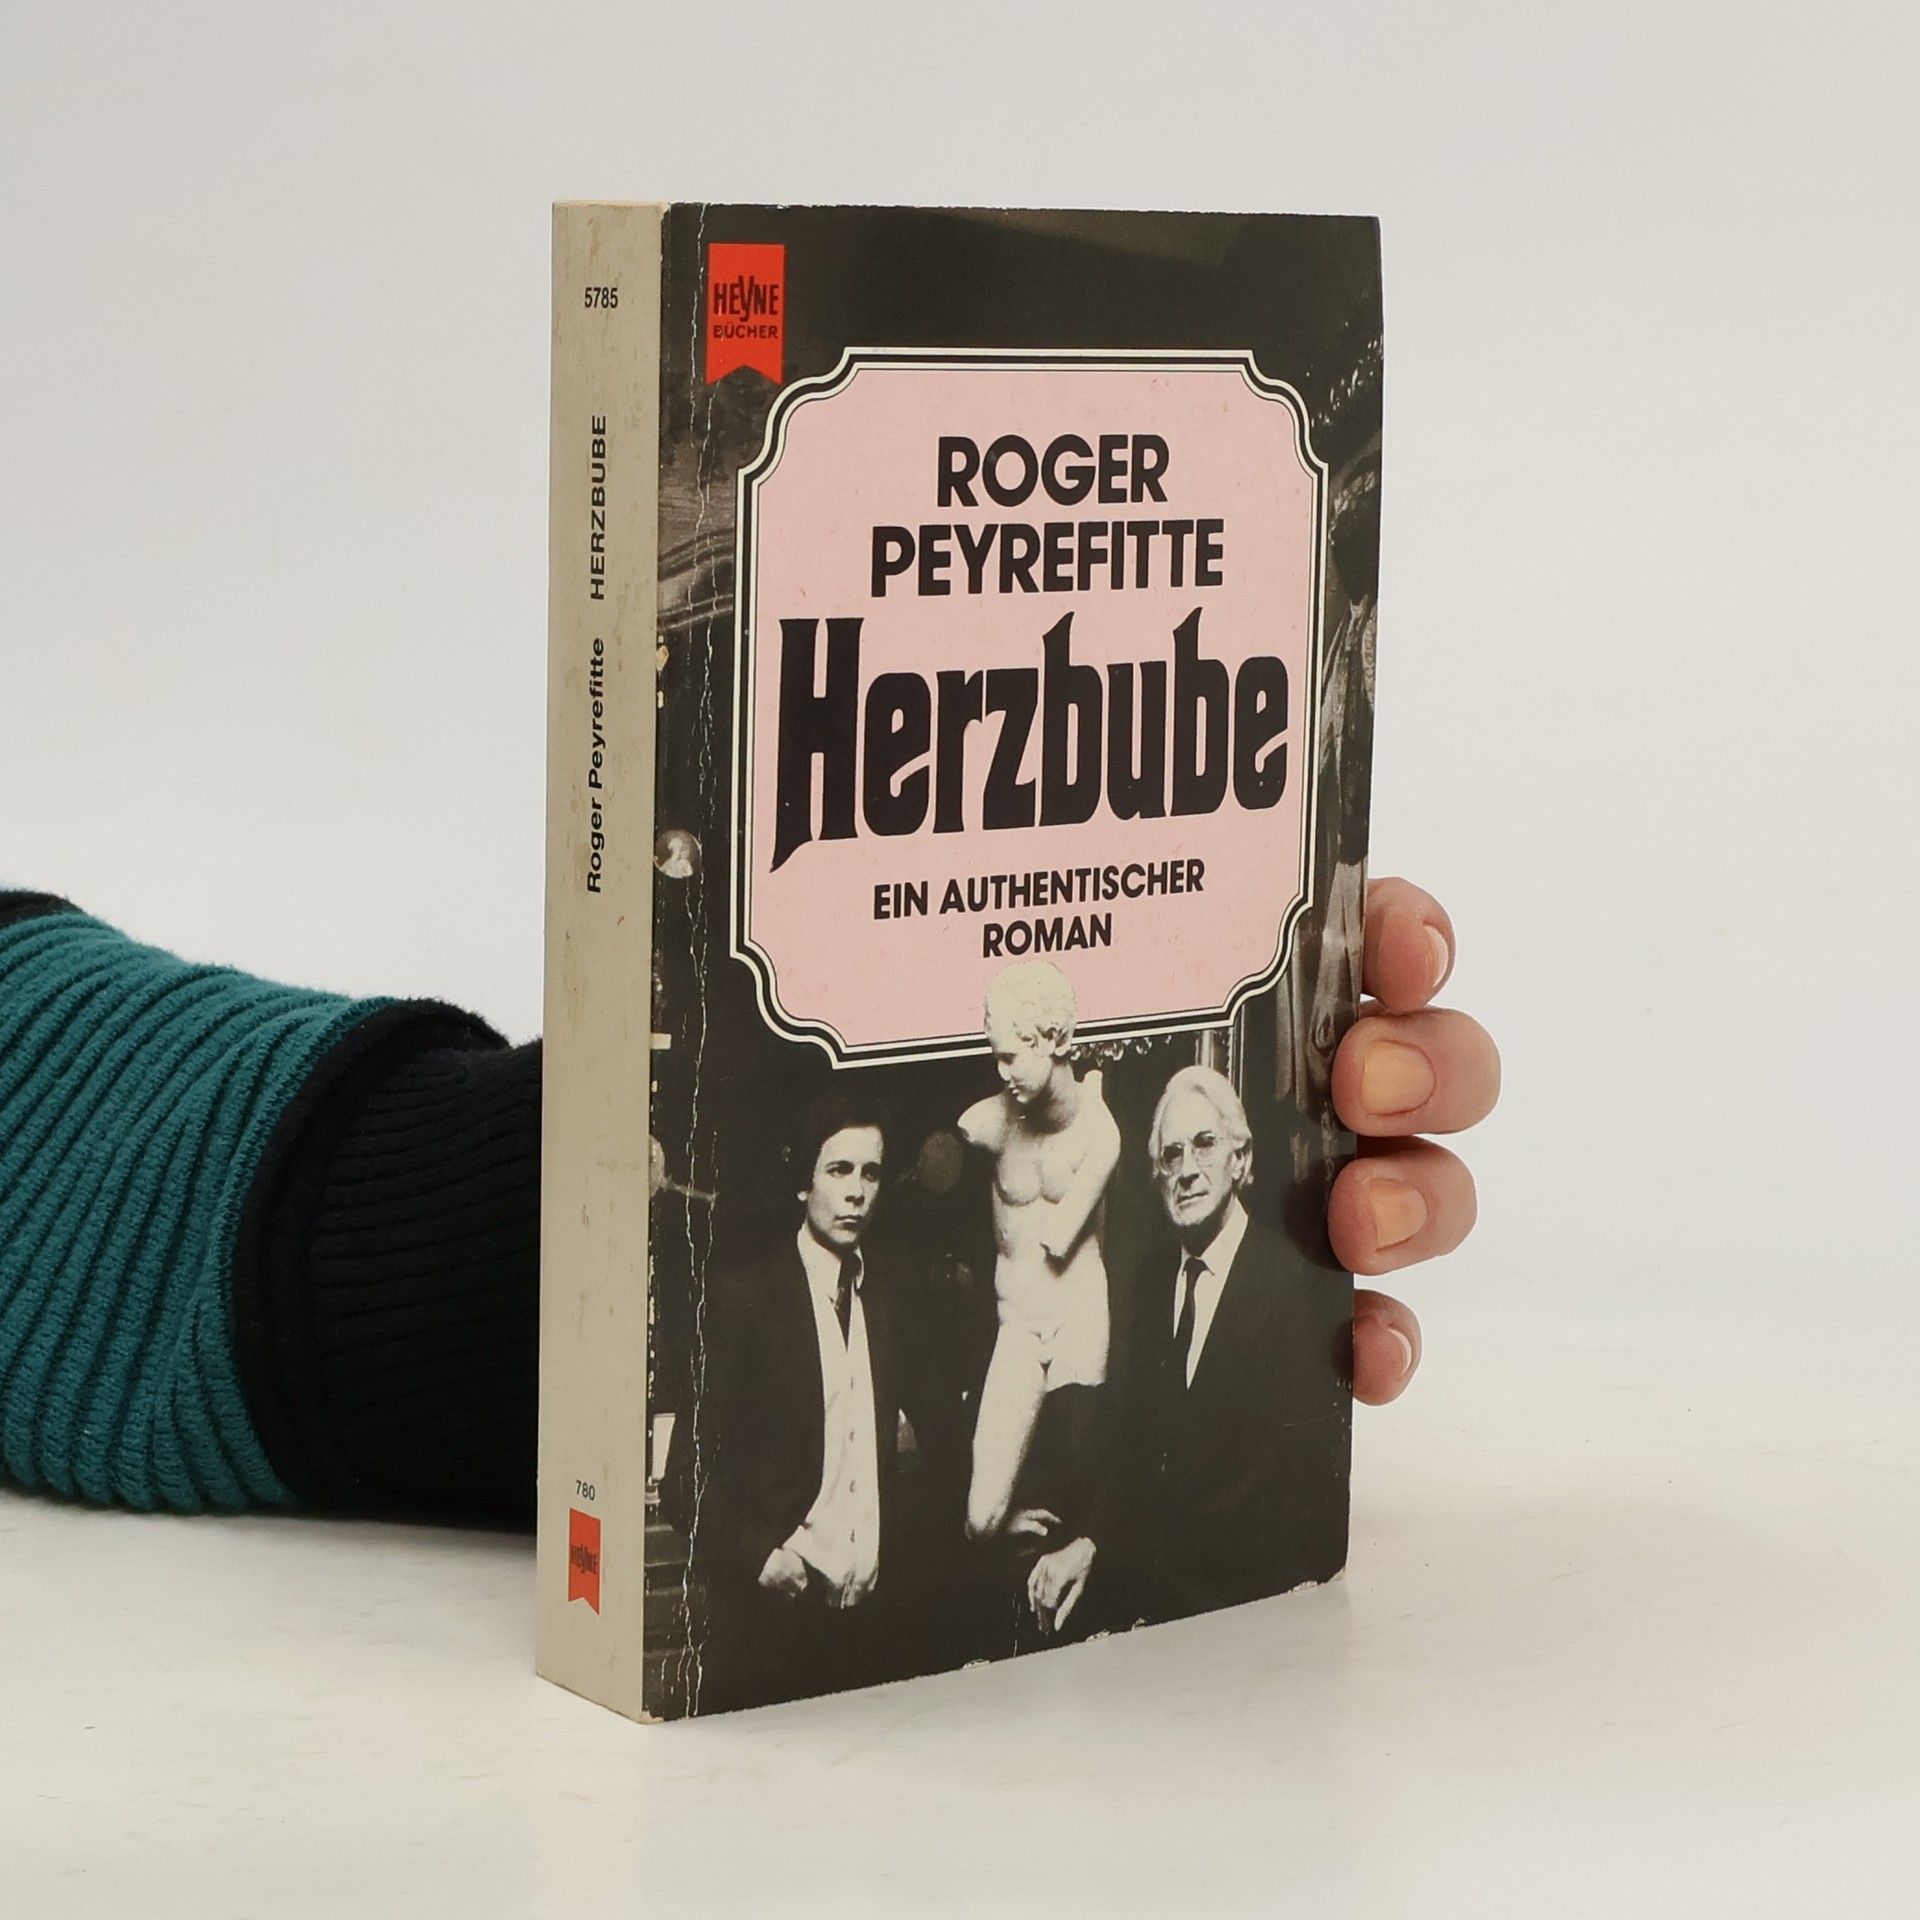 5785
Roger Peyrefitte HERZBUBE
780
HEYNE
HEYNE
BÜCHER
ROGER
PEYREFITTE
Herzbube
EIN AUTHENTISCHER
ROMAN